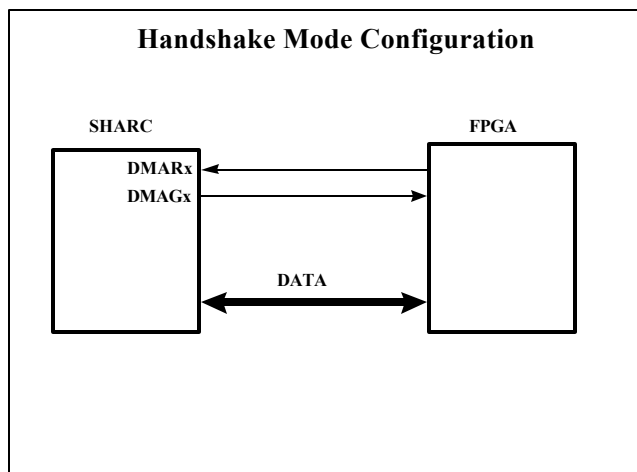 Handshake Mode Configuration
SHARC
FPGA
DMARx
DMAGx
DATA